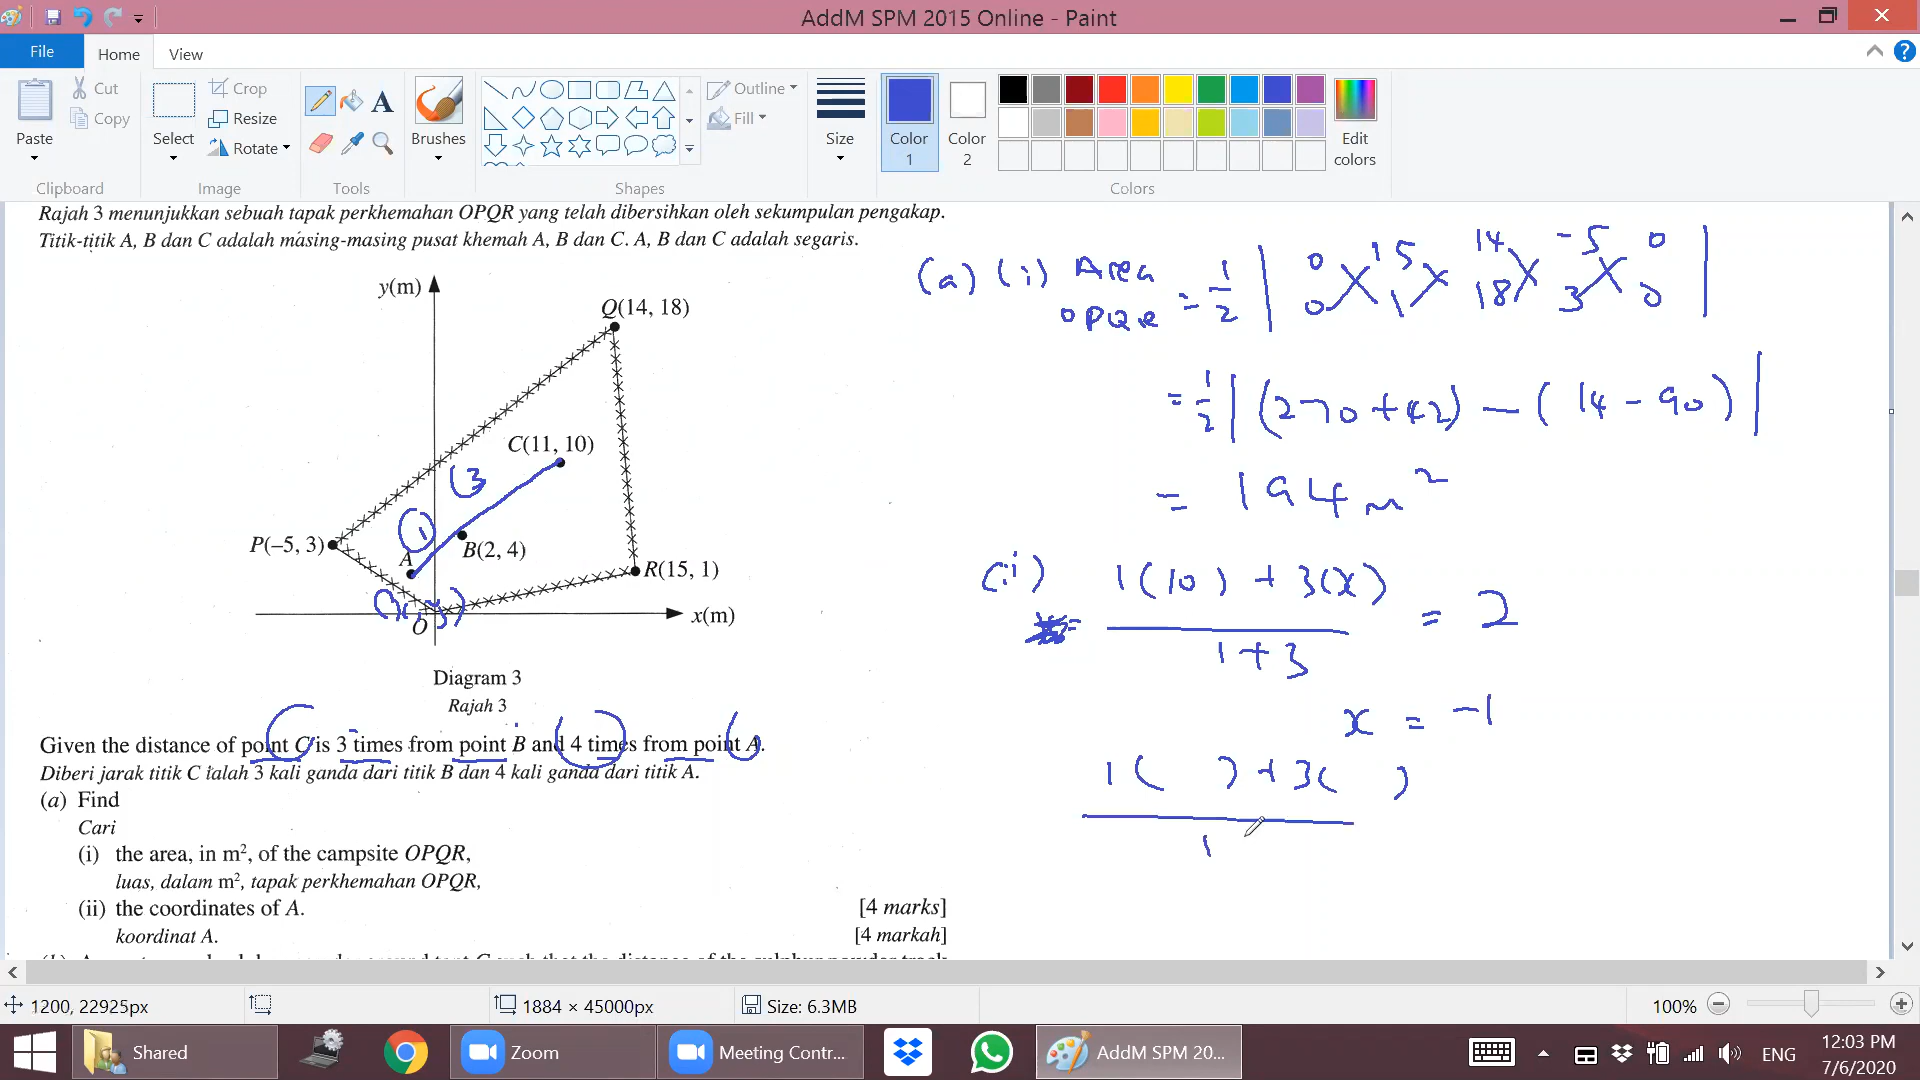 AddM SPM 2015 Online - Paint
File Home View
Paste
Cut
Copy
Clipboard
Select
Crop
Resize
Rotate
Image
A
Tools
Brushes
Shapes
Outline
Fill
Size
Color 1
Color 2
Edit colors
Colors
Rajah 3 menunjukkan sebuah tapak perkhemahan OPQR yang telah dibersihkan oleh sekumpulan pengakap.
Titik-titik A, B dan C adalah masing-masing pusat khemah A, B dan C. A, B dan C adalah segaris.
y(m)
Q(14, 18)
C(11, 10)
(3
1
P(–5, 3)
A
B(2, 4)
R(15, 1)
O
x(m)
Diagram 3
Rajah 3
Given the distance of point C is 3 times from point B and 4 times from point A.
Diberi jarak titik C ialah 3 kali ganda dari titik B dan 4 kali ganda dari titik A.
(a) Find
Cari
(i) the area, in m², of the campsite OPQR,
luas, dalam m², tapak perkhemahan OPQR,
(ii) the coordinates of A.
[4 marks]
koordinat A.
[4 markah]
(a) (i) Area OPQR = 1/2 | 0 15 14 -5 0
0 1 18 3 0 |
= 1/2 | (270 + 42) — (14 - 90) |
= 194 m²
(ii) 1(10) + 3(x)
= 2
1 + 3
x = -1
1( ) + 3( )
1
1200, 22925px
1884 × 45000px
Size: 6.3MB
100%
Shared
Zoom
Meeting Contr...
AddM SPM 20...
ENG
12:03 PM
7/6/2020